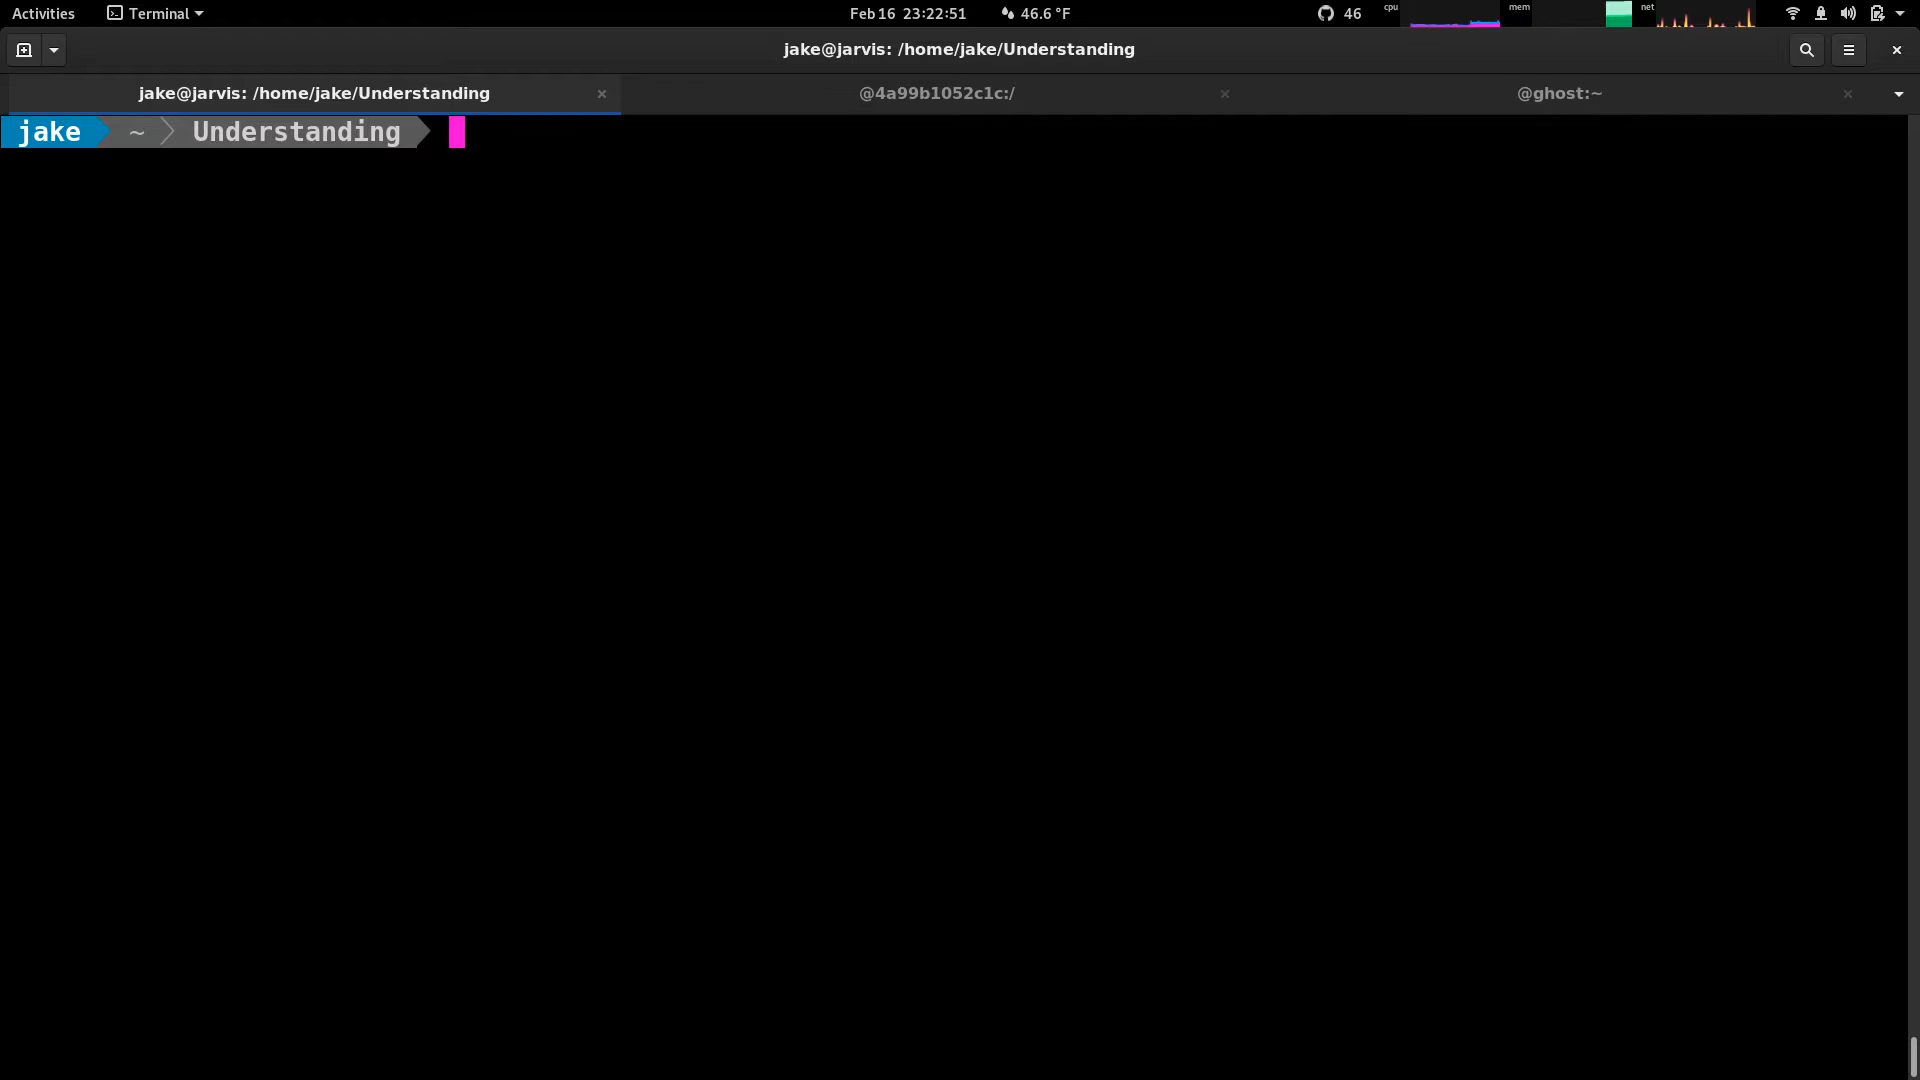 Activities Terminal Feb 16 23:22:51 46.6 °F 46 cpu mem net
jake@jarvis: /home/jake/Understanding
jake@jarvis: /home/jake/Understanding @4a99b1052c1c:/ @ghost:~
jake ~ Understanding